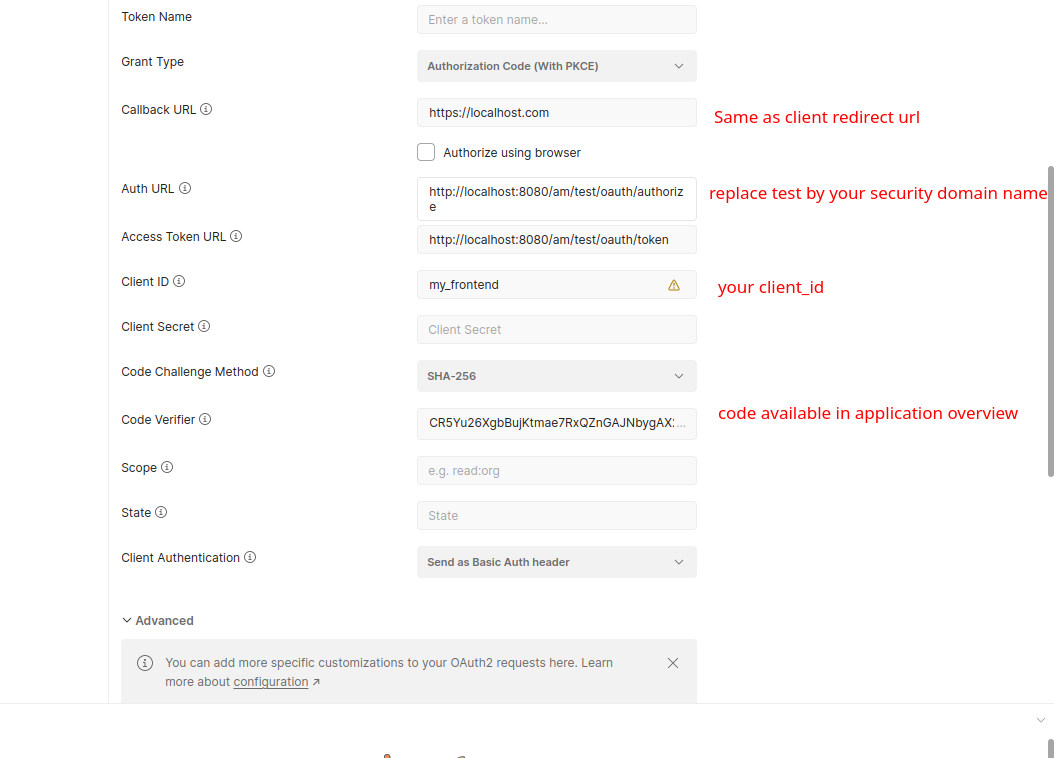 Token Name
Enter a token name...
Grant Type
Authorization Code (With PKCE)
Callback URL
https://localhost.com
Same as client redirect url
Authorize using browser
Auth URL
http://localhost:8080/am/test/oauth/authoriz
e
replace test by your security domain name
Access Token URL
http://localhost:8080/am/test/oauth/token
Client ID
my_frontend
your client_id
Client Secret
Client Secret
Code Challenge Method
SHA-256
Code Verifier
CR5Yu26XgbBujKtmae7RxQZnGAJNbygAX:...
code available in application overview
Scope
e.g. read:org
State
State
Client Authentication
Send as Basic Auth header
Advanced
You can add more specific customizations to your OAuth2 requests here. Learn
more about configuration ↗